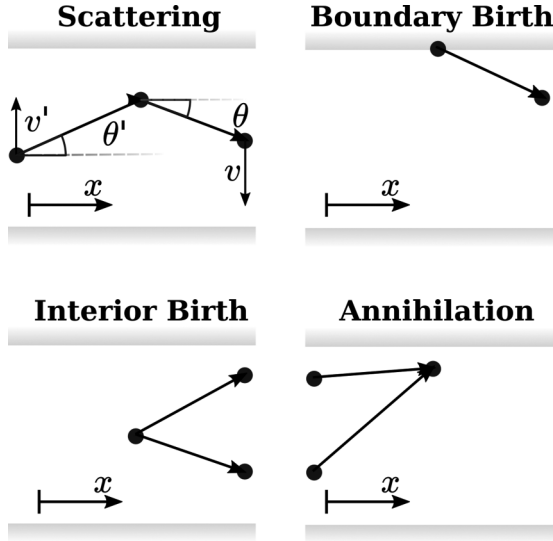 Scattering
v'
θ'
θ
v
x
Boundary Birth
x
Interior Birth
x
Annihilation
x